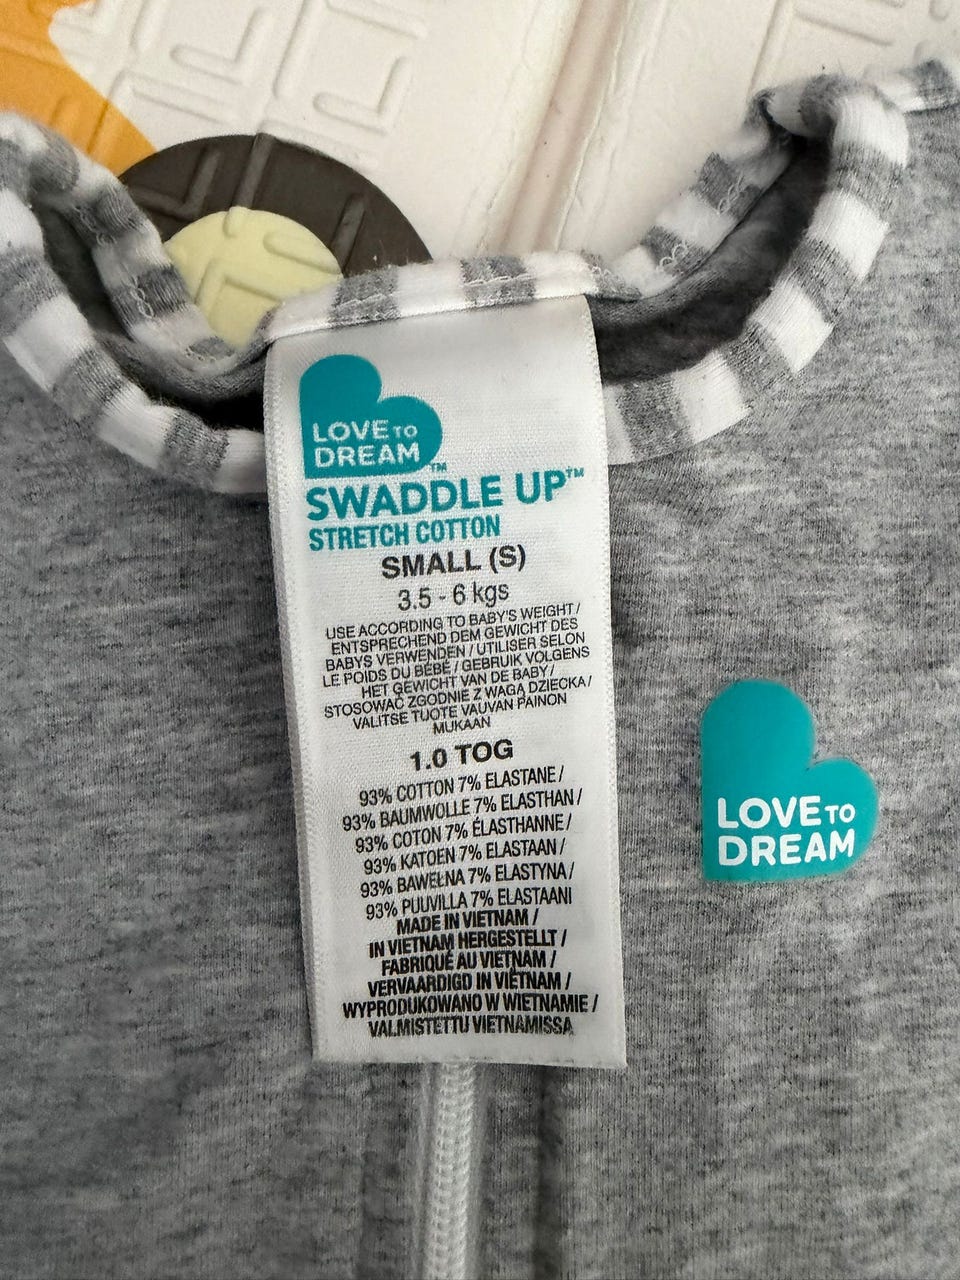 LOVE TO
DREAM™
SWADDLE UP™
STRETCH COTTON
SMALL (S)
3.5 - 6 kgs
USE ACCORDING TO BABY'S WEIGHT /
ENTSPRECHEND DEM GEWICHT DES
BABYS VERWENDEN / UTILISER SELON
LE POIDS DU BÉBÉ / GEBRUIK VOLGENS
HET GEWICHT VAN DE BABY /
STOSOWAĆ ZGODNIE Z WAGĄ DZIECKA /
VALITSE TUOTE VAUVAN PAINON
MUKAAN
1.0 TOG
93% COTTON 7% ELASTANE /
93% BAUMWOLLE 7% ELASTHAN /
93% COTON 7% ÉLASTHANNE /
93% KATOEN 7% ELASTAAN /
93% BAWEŁNA 7% ELASTYNA /
93% PUUVILLA 7% ELASTAANI
MADE IN VIETNAM /
IN VIETNAM HERGESTELLT /
FABRIQUÉ AU VIETNAM /
VERVAARDIGD IN VIETNAM /
WYPRODUKOWANO W WIETNAMIE /
VALMISTETTU VIETNAMISSA
LOVE TO
DREAM